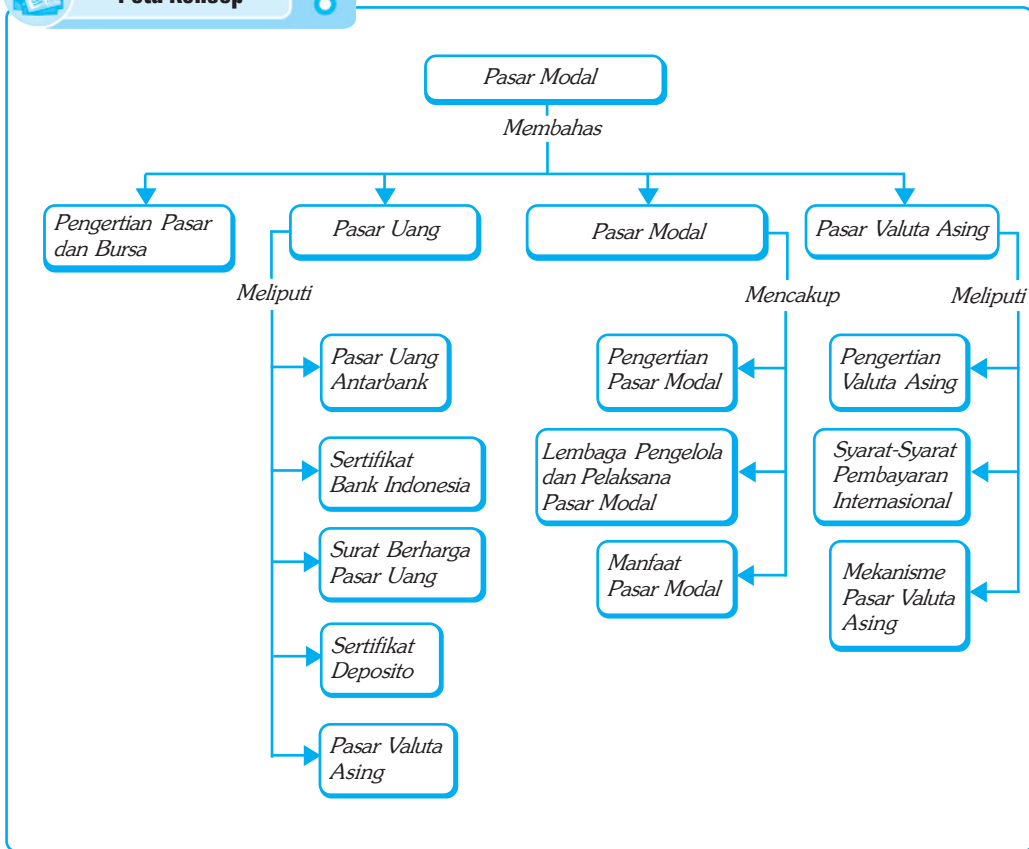 Peta Konsep
Pasar Modal
Membahas
Pengertian Pasar
dan Bursa
Pasar Uang
Pasar Modal
Pasar Valuta Asing
Meliputi
Mencakup
Meliputi
Pasar Uang
Antarbank
Sertifikat
Bank Indonesia
Surat Berharga
Pasar Uang
Sertifikat
Deposito
Pasar Valuta
Asing
Pengertian
Pasar Modal
Lembaga Pengelola
dan Pelaksana
Pasar Modal
Manfaat
Pasar Modal
Pengertian
Valuta Asing
Syarat-Syarat
Pembayaran
Internasional
Mekanisme
Pasar Valuta
Asing